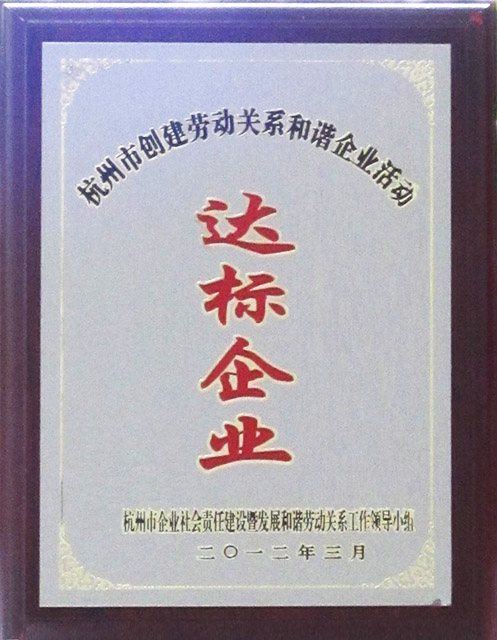 杭州市创建劳动关系和谐企业活动
达标企业
杭州市企业社会责任建设暨发展和谐劳动关系工作领导小组
二〇一二年三月